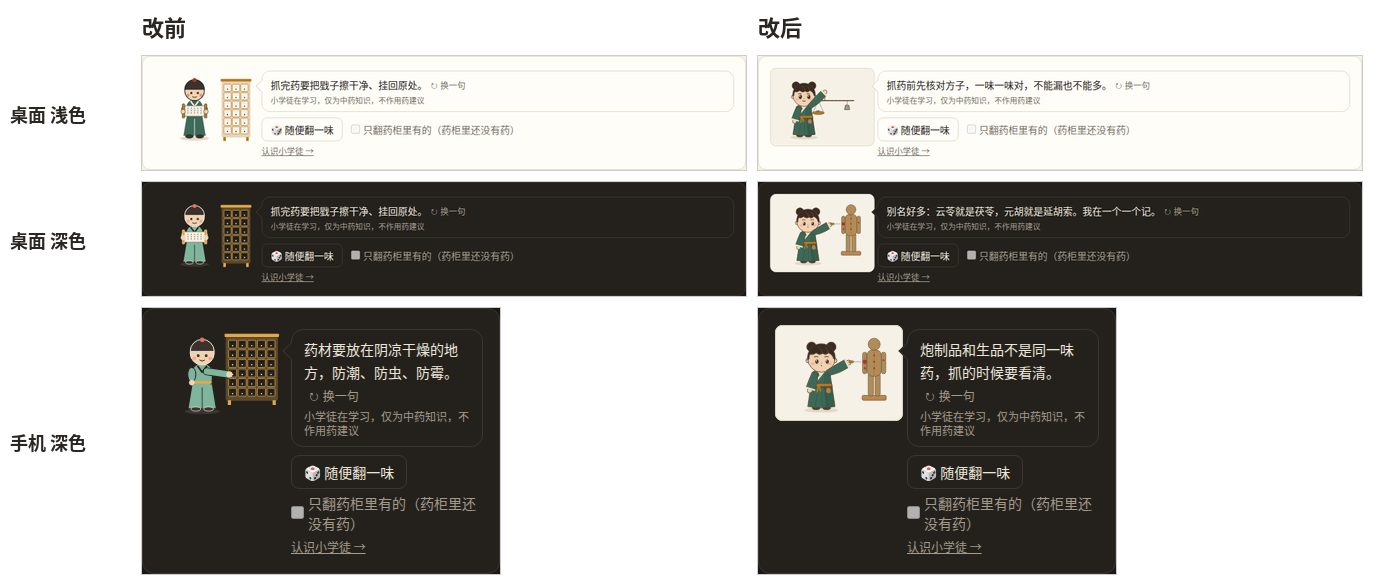 改前
改后
桌面 浅色
抓完药要把戥子擦干净、挂回原处。 ↻ 换一句
小学徒在学习，仅为中药知识，不作用药建议
🎲 随便翻一味
只翻药柜里有的（药柜里还没有药）
认识小学徒 →
抓药前先核对方子，一味一味对，不能漏也不能多。 ↻ 换一句
小学徒在学习，仅为中药知识，不作用药建议
🎲 随便翻一味
只翻药柜里有的（药柜里还没有药）
认识小学徒 →
桌面 深色
抓完药要把戥子擦干净、挂回原处。 ↻ 换一句
小学徒在学习，仅为中药知识，不作用药建议
🎲 随便翻一味
只翻药柜里有的（药柜里还没有药）
认识小学徒 →
别名好多：云苓就是茯苓，元胡就是延胡索。我在一个一个记。 ↻ 换一句
小学徒在学习，仅为中药知识，不作用药建议
🎲 随便翻一味
只翻药柜里有的（药柜里还没有药）
认识小学徒 →
手机 深色
药材要放在阴凉干燥的地
方，防潮、防虫、防霉。
↻ 换一句
小学徒在学习，仅为中药知识，不
作用药建议
🎲 随便翻一味
只翻药柜里有的（药柜里还
没有药）
认识小学徒 →
炮制品和生品不是同一味
药，抓的时候要看清。
↻ 换一句
小学徒在学习，仅为中药知识，不
作用药建议
🎲 随便翻一味
只翻药柜里有的（药柜里还
没有药）
认识小学徒 →